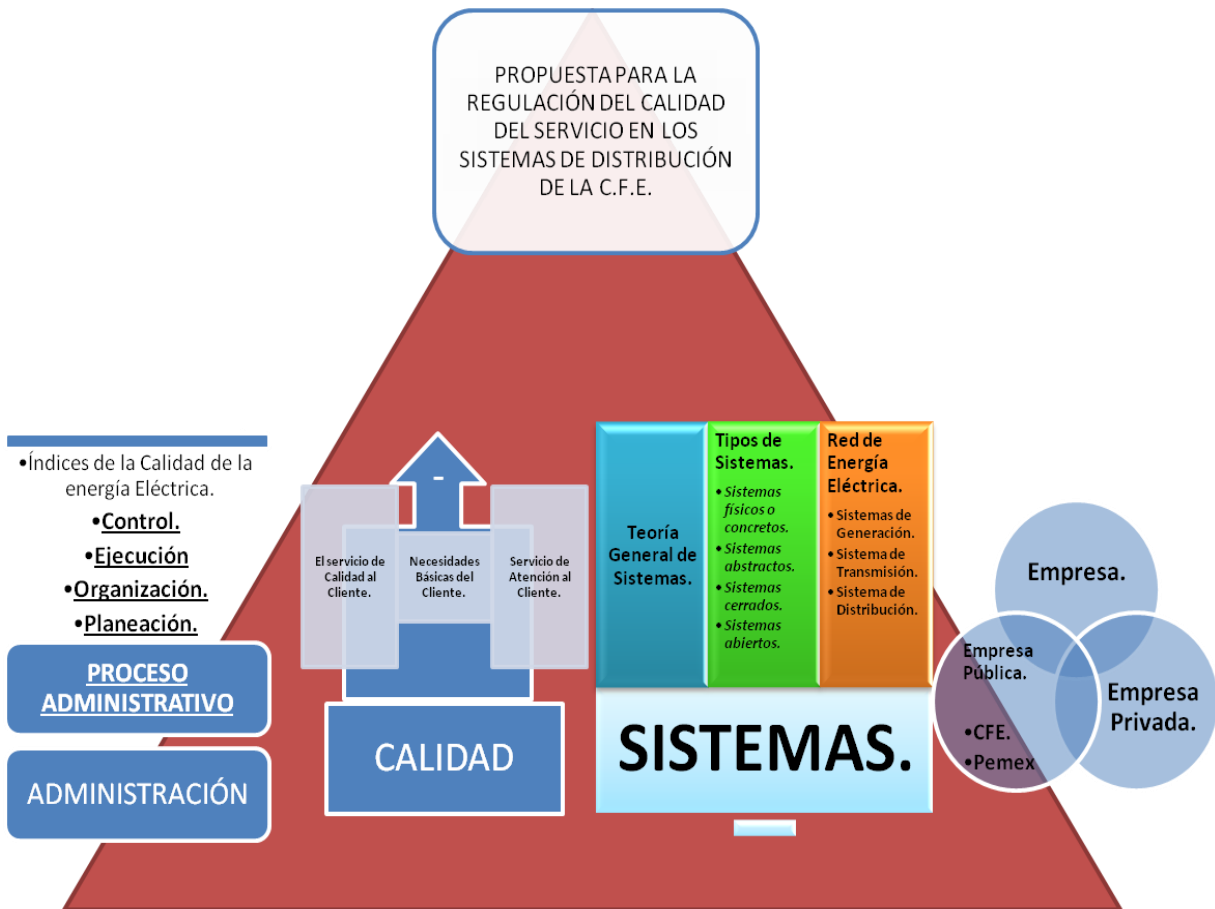 PROPUESTA PARA LA
REGULACIÓN DEL CALIDAD
DEL SERVICIO EN LOS
SISTEMAS DE DISTRIBUCIÓN
DE LA C.F.E.
•Índices de la Calidad de la
energía Eléctrica.
•Control.
•Ejecución
•Organización.
•Planeación.
PROCESO
ADMINISTRATIVO
ADMINISTRACIÓN
-
El servicio de
Calidad al
Cliente.
Necesidades
Básicas del
Cliente.
Servicio de
Atención al
Cliente.
CALIDAD
Teoría
General de
Sistemas.
Tipos de
Sistemas.
• Sistemas
físicos o
concretos.
• Sistemas
abstractos.
• Sistemas
cerrados.
• Sistemas
abiertos.
Red de
Energía
Eléctrica.
• Sistemas de
Generación.
• Sistema de
Transmisión.
• Sistema de
Distribución.
SISTEMAS.
Empresa.
Empresa
Pública.
•CFE.
•Pemex
Empresa
Privada.